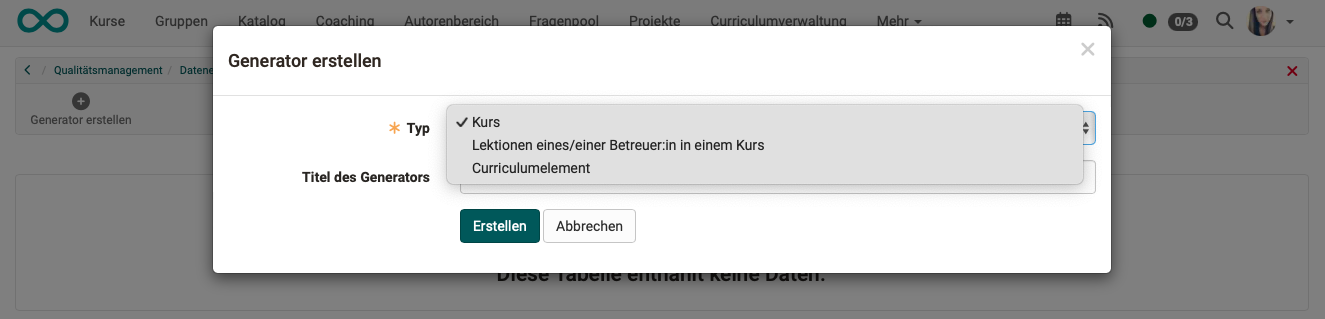 Kurse Gruppen Katalog Coaching Autorenbereich Fragenpool Projekte Curriculumverwaltung Mehr 0/3
Generator erstellen ×
/ Qualitätsmanagement / Datene
Generator erstellen
Typ
✓ Kurs
Lektionen eines/einer Betreuer:in in einem Kurs
Curriculumelement
Titel des Generators
Erstellen Abbrechen
Diese Tabelle enthält keine Daten.